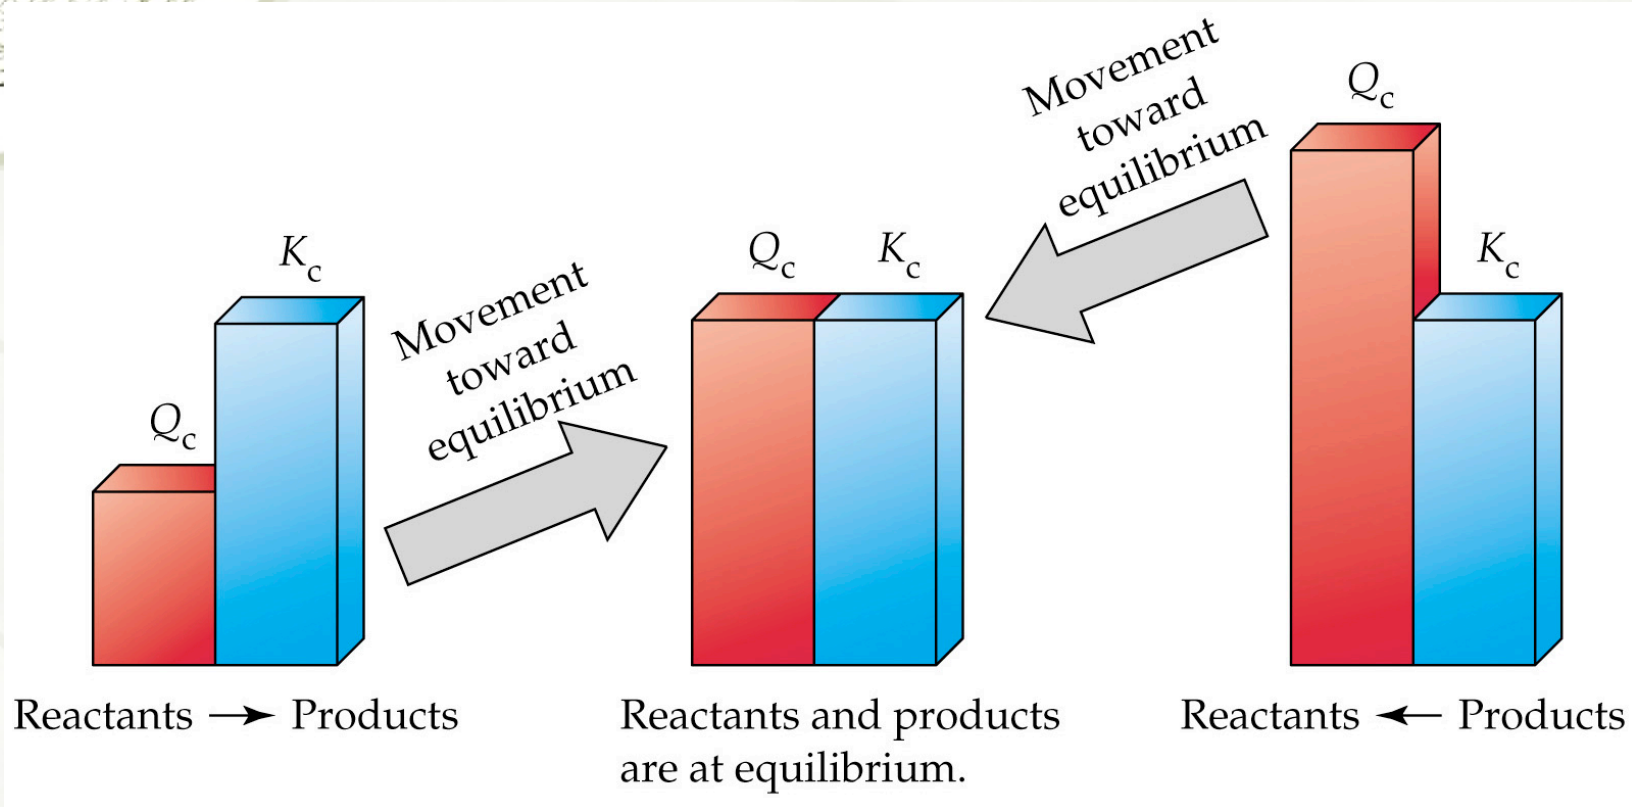 Qc
Kc
Reactants → Products
Movement
toward
equilibrium
Qc
Kc
Reactants and products
are at equilibrium.
Movement
toward
equilibrium
Qc
Kc
Reactants ← Products